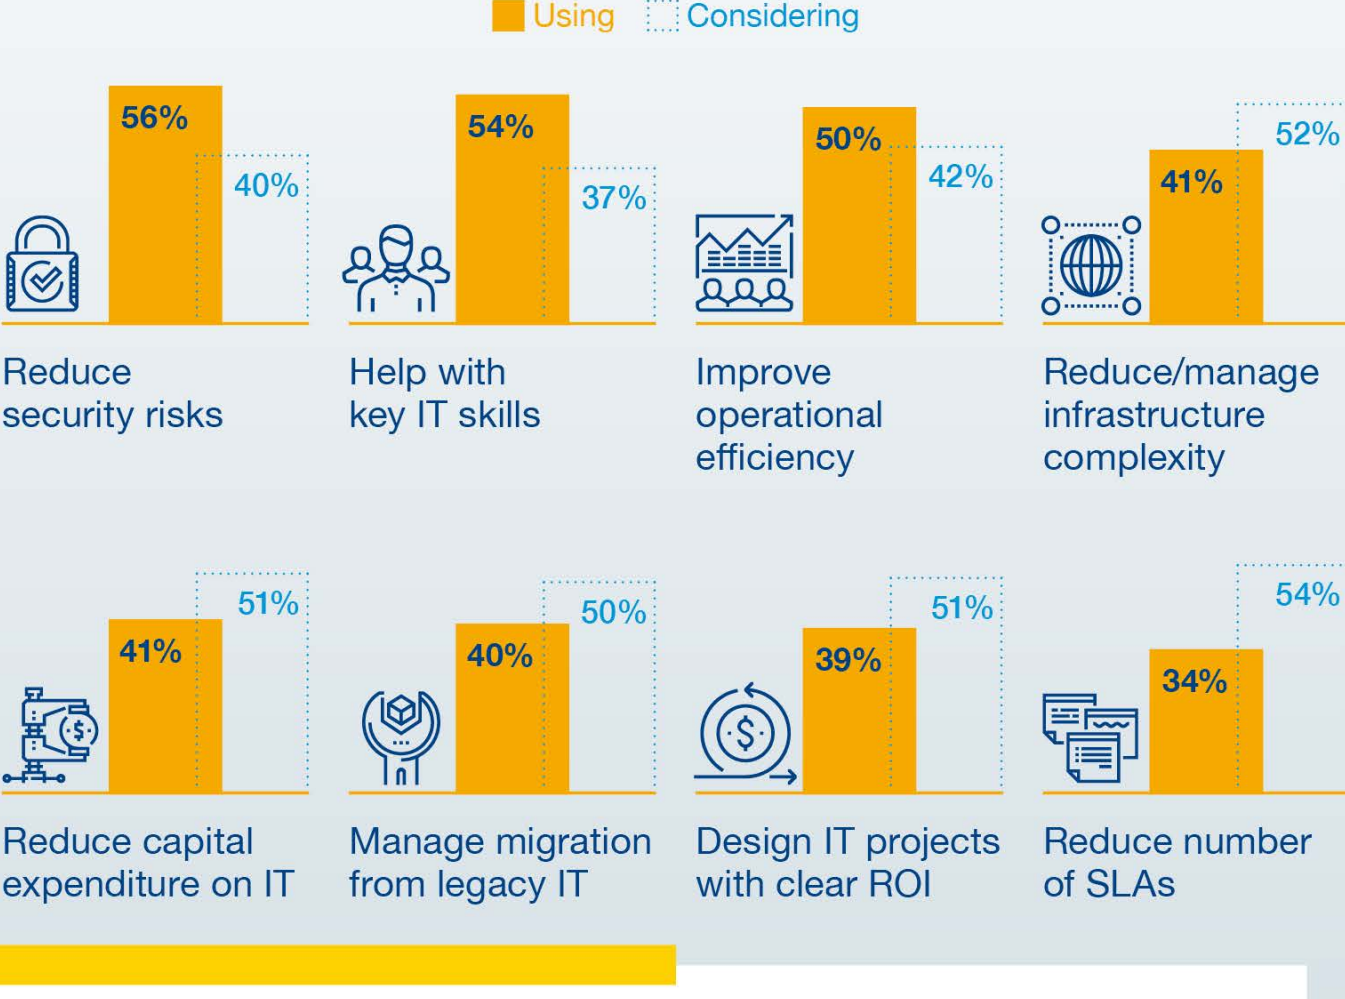 Using Considering
56%
40%
54%
37%
50%
42%
41%
52%
Reduce
security risks
Help with
key IT skills
Improve
operational
efficiency
Reduce/manage
infrastructure
complexity
41%
51%
40%
50%
39%
51%
34%
54%
Reduce capital
expenditure on IT
Manage migration
from legacy IT
Design IT projects
with clear ROI
Reduce number
of SLAs